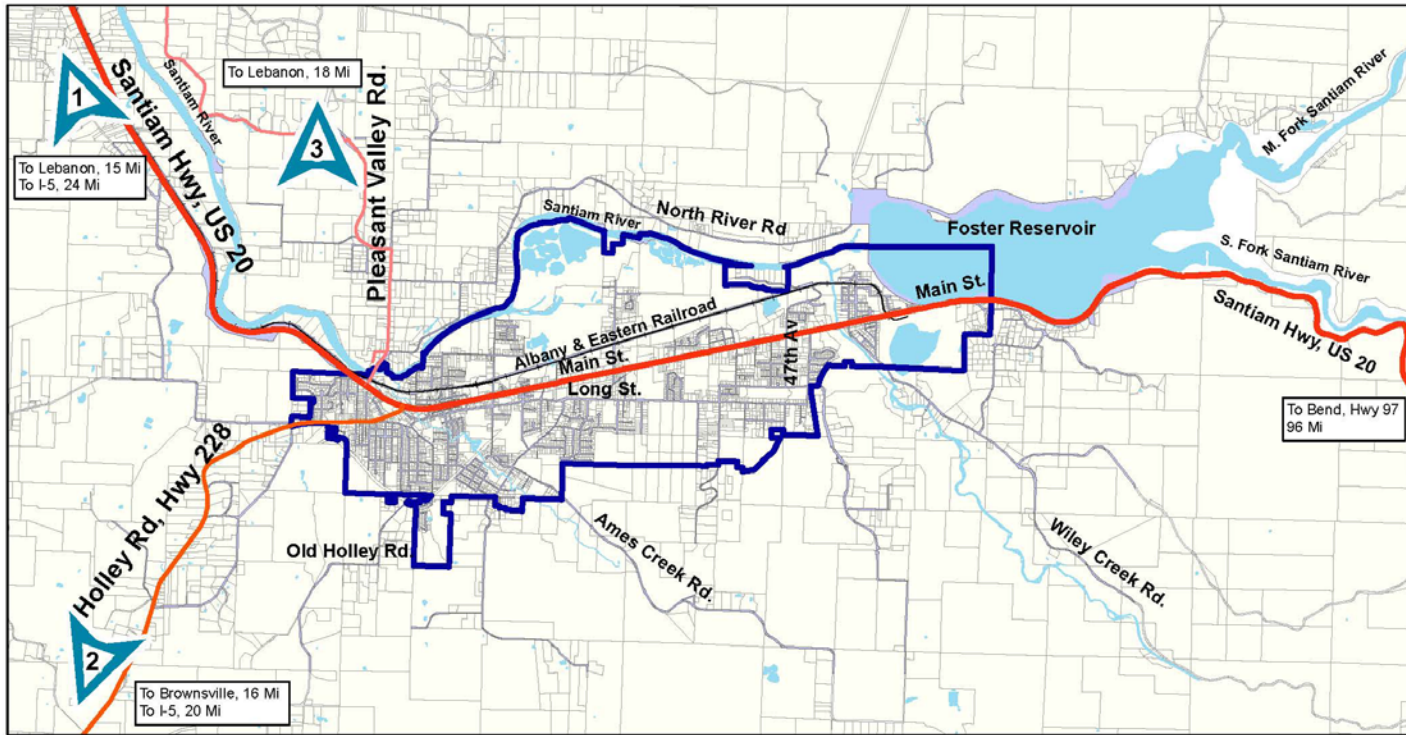 To Lebanon, 18 Mi
1
Santiam Hwy, US 20
Santiam River
3
Pleasant Valley Rd.
M. Fork Santiam River
To Lebanon, 15 Mi
To I-5, 24 Mi
Santiam River
North River Rd
Foster Reservoir
S. Fork Santiam River
Main St.
Santiam Hwy, US 20
Albany & Eastern Railroad
Main St.
47th Av
Long St.
To Bend, Hwy 97
96 Mi
Holley Rd, Hwy 228
Old Holley Rd.
Ames Creek Rd.
Wiley Creek Rd.
2
To Brownsville, 16 Mi
To I-5, 20 Mi